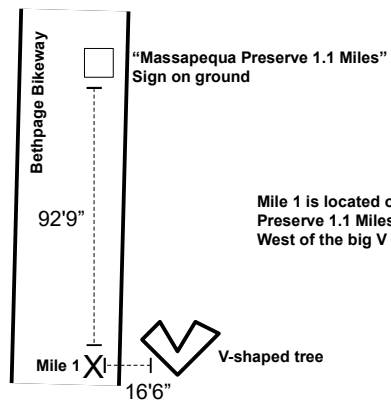 Bethpage Bikeway
“Massapequa Preserve 1.1 Miles”
Sign on ground
92'9”
Mile 1 is located
Preserve 1.1 Miles
West of the big V
Mile 1 X
V-shaped tree
16'6”